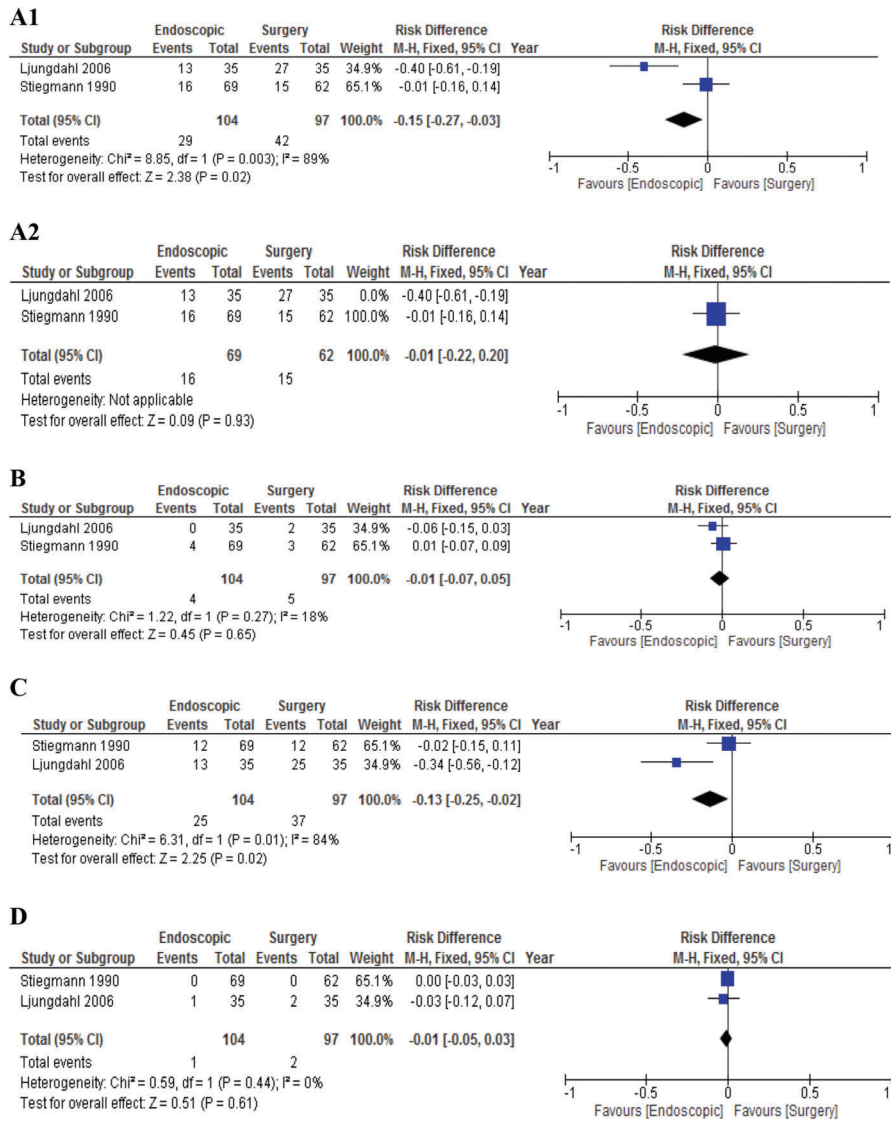 A1
Endoscopic Surgery Risk Difference Risk Difference
Study or Subgroup Events Total Events Total Weight M-H, Fixed, 95% CI Year M-H, Fixed, 95% CI
Ljungdahl 2006 13 35 27 35 34.9% -0.40 [-0.61, -0.19]
Stiegmann 1990 16 69 15 62 65.1% -0.01 [-0.16, 0.14]
Total (95% CI) 104 97 100.0% -0.15 [-0.27, -0.03]
Total events 29 42
Heterogeneity: Chi² = 8.85, df = 1 (P = 0.003); I² = 89%
Test for overall effect: Z = 2.38 (P = 0.02)
-1 -0.5 0 0.5 1
Favours [Endoscopic] Favours [Surgery]
A2
Endoscopic Surgery Risk Difference Risk Difference
Study or Subgroup Events Total Events Total Weight M-H, Fixed, 95% CI Year M-H, Fixed, 95% CI
Ljungdahl 2006 13 35 27 35 0.0% -0.40 [-0.61, -0.19]
Stiegmann 1990 16 69 15 62 100.0% -0.01 [-0.16, 0.14]
Total (95% CI) 69 62 100.0% -0.01 [-0.22, 0.20]
Total events 16 15
Heterogeneity: Not applicable
Test for overall effect: Z = 0.09 (P = 0.93)
-1 -0.5 0 0.5 1
Favours [Endoscopic] Favours [Surgery]
B
Endoscopic Surgery Risk Difference Risk Difference
Study or Subgroup Events Total Events Total Weight M-H, Fixed, 95% CI Year M-H, Fixed, 95% CI
Ljungdahl 2006 0 35 2 35 34.9% -0.06 [-0.15, 0.03]
Stiegmann 1990 4 69 3 62 65.1% 0.01 [-0.07, 0.09]
Total (95% CI) 104 97 100.0% -0.01 [-0.07, 0.05]
Total events 4 5
Heterogeneity: Chi² = 1.22, df = 1 (P = 0.27); I² = 18%
Test for overall effect: Z = 0.45 (P = 0.65)
-1 -0.5 0 0.5 1
Favours [Endoscopic] Favours [Surgery]
C
Endoscopic Surgery Risk Difference Risk Difference
Study or Subgroup Events Total Events Total Weight M-H, Fixed, 95% CI Year M-H, Fixed, 95% CI
Stiegmann 1990 12 69 12 62 65.1% -0.02 [-0.15, 0.11]
Ljungdahl 2006 13 35 25 35 34.9% -0.34 [-0.56, -0.12]
Total (95% CI) 104 97 100.0% -0.13 [-0.25, -0.02]
Total events 25 37
Heterogeneity: Chi² = 6.31, df = 1 (P = 0.01); I² = 84%
Test for overall effect: Z = 2.25 (P = 0.02)
-1 -0.5 0 0.5 1
Favours [Endoscopic] Favours [Surgery]
D
Endoscopic Surgery Risk Difference Risk Difference
Study or Subgroup Events Total Events Total Weight M-H, Fixed, 95% CI Year M-H, Fixed, 95% CI
Stiegmann 1990 0 69 0 62 65.1% 0.00 [-0.03, 0.03]
Ljungdahl 2006 1 35 2 35 34.9% -0.03 [-0.12, 0.07]
Total (95% CI) 104 97 100.0% -0.01 [-0.05, 0.03]
Total events 1 2
Heterogeneity: Chi² = 0.59, df = 1 (P = 0.44); I² = 0%
Test for overall effect: Z = 0.51 (P = 0.61)
-1 -0.5 0 0.5 1
Favours [Endoscopic] Favours [Surgery]